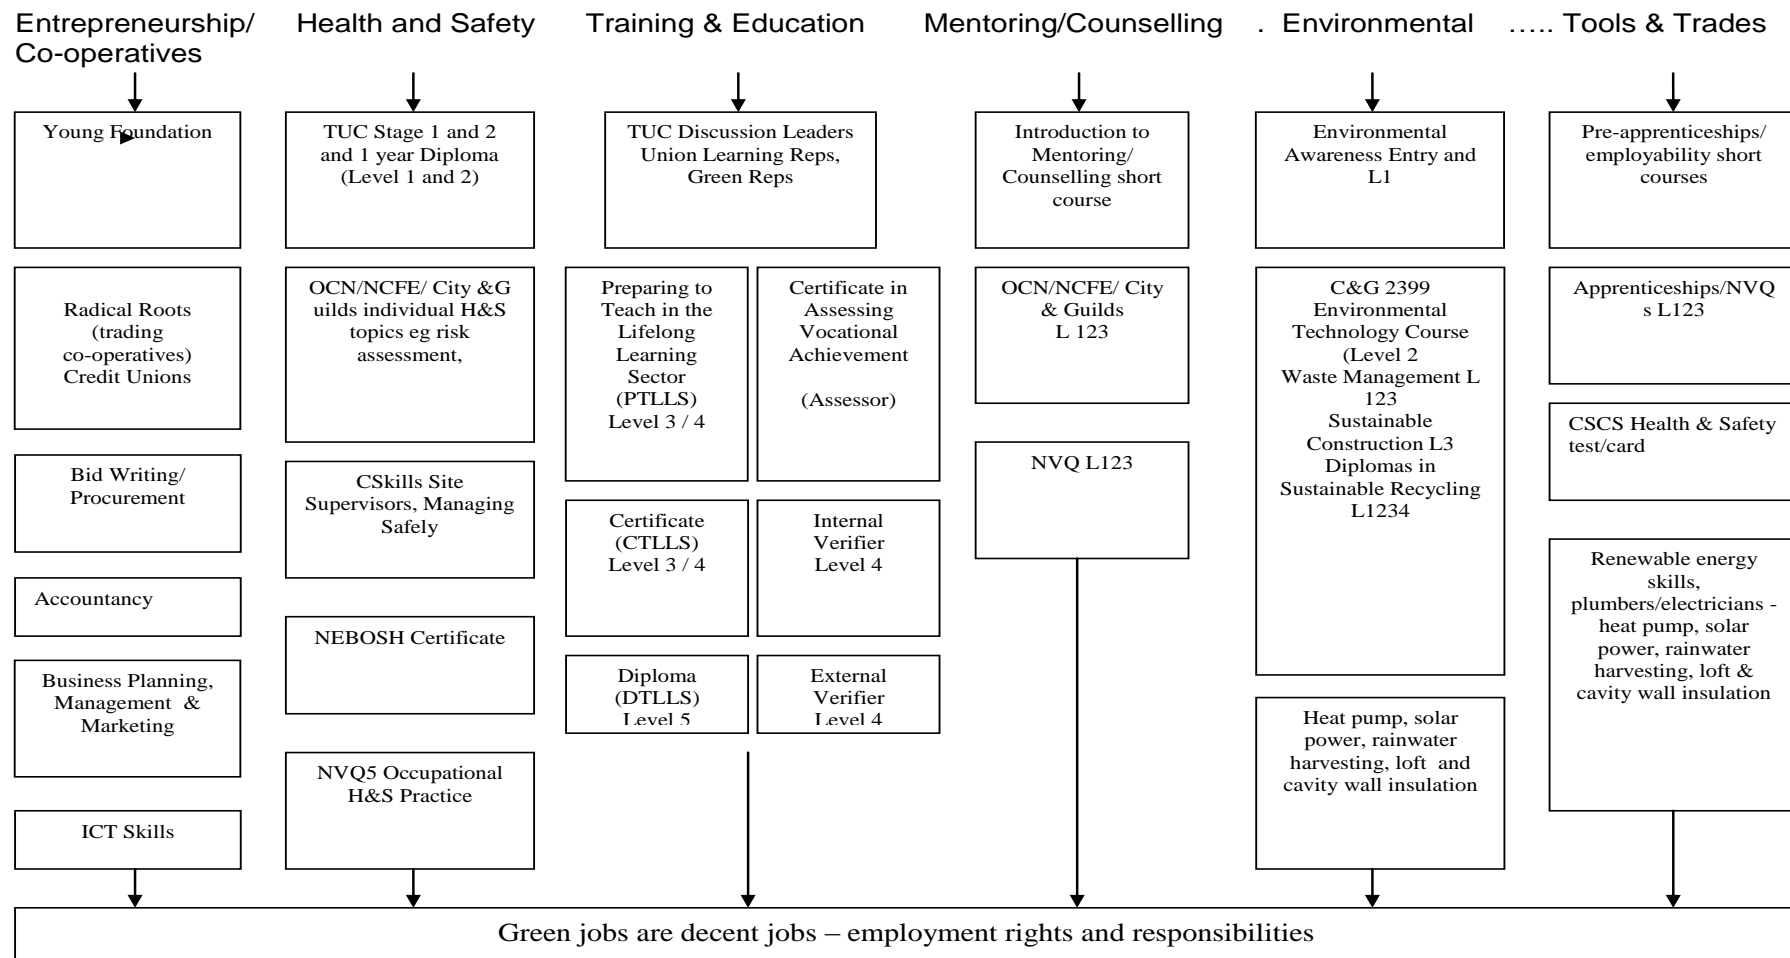 Entrepreneurship/
Co-operatives
Health and Safety
Training & Education
Mentoring/Counselling
. Environmental
..... Tools & Trades
Young Foundation
Radical Roots
(trading
co-operatives)
Credit Unions
Bid Writing/
Procurement
Accountancy
Business Planning,
Management &
Marketing
ICT Skills
TUC Stage 1 and 2
and 1 year Diploma
(Level 1 and 2)
OCN/NCFE/ City &G
uilds individual H&S
topics eg risk
assessment,
CSkills Site
Supervisors, Managing
Safely
NEBOSH Certificate
NVQ5 Occupational
H&S Practice
TUC Discussion Leaders
Union Learning Reps,
Green Reps
Preparing to
Teach in the
Lifelong
Learning
Sector
(PTLLS)
Level 3 / 4
Certificate in
Assessing
Vocational
Achievement
(Assessor)
Certificate
(CTLLS)
Level 3 / 4
Internal
Verifier
Level 4
Diploma
(DTLLS)
Level 5
External
Verifier
Level 4
Introduction to
Mentoring/
Counselling short
course
OCN/NCFE/ City
& Guilds
L 123
NVQ L123
Environmental
Awareness Entry and
L1
C&G 2399
Environmental
Technology Course
(Level 2
Waste Management L
123
Sustainable
Construction L3
Diplomas in
Sustainable Recycling
L1234
Heat pump, solar
power, rainwater
harvesting, loft and
cavity wall insulation
Pre-apprenticeships/
employability short
courses
Apprenticeships/NVQ
s L123
CSCS Health & Safety
test/card
Renewable energy
skills,
plumbers/electricians -
heat pump, solar
power, rainwater
harvesting, loft &
cavity wall insulation
Green jobs are decent jobs – employment rights and responsibilities